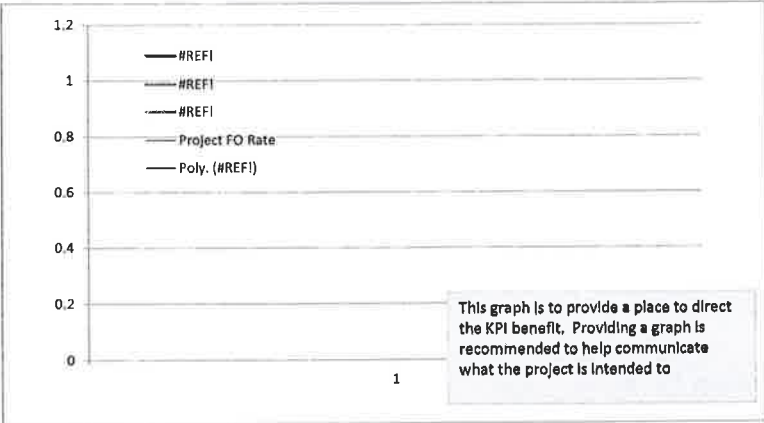 1.2
#REF!
1
#REF!
#REF!
0.8
Project FO Rate
Poly. (#REF!)
0.6
0.4
0.2
This graph is to provide a place to direct
the KPI benefit. Providing a graph is
recommended to help communicate
what the project is intended to
0
1